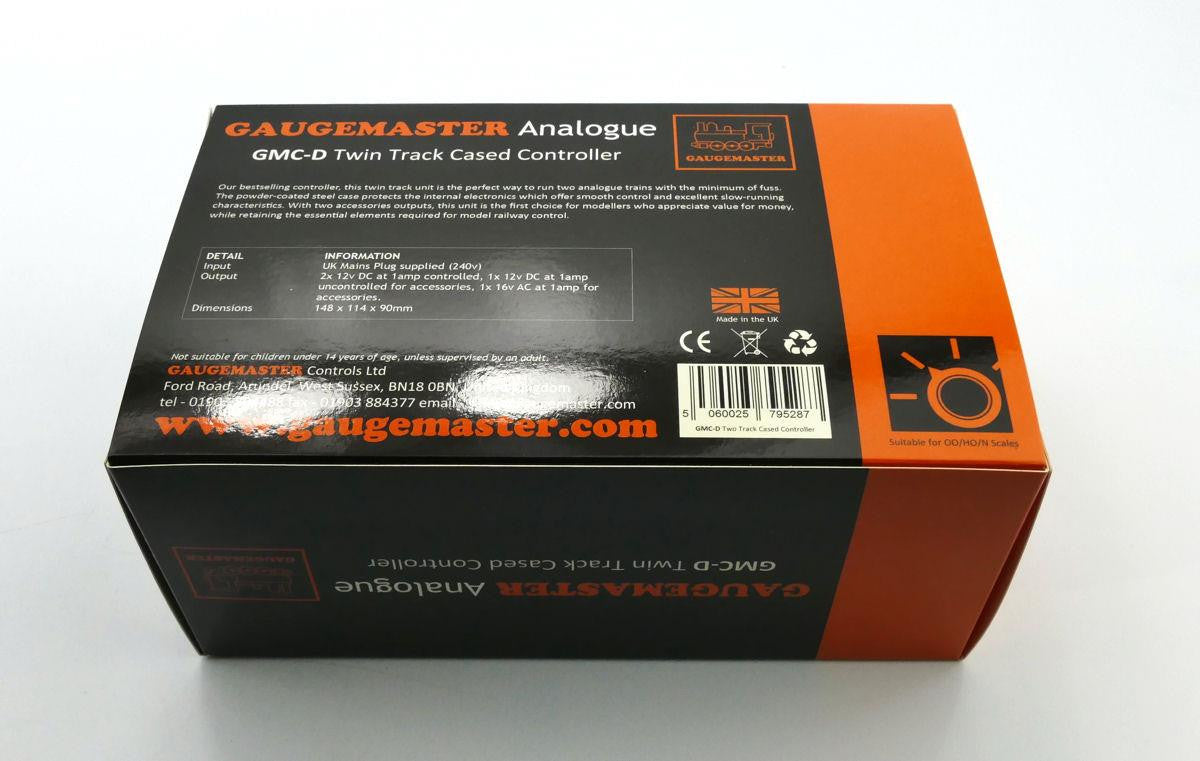 GAUGEMASTER Analogue
GMC-D Twin Track Cased Controller
GAUGEMASTER
Our bestselling controller, this twin track unit is the perfect way to run two analogue trains with the minimum of fuss.
The powder-coated steel case protects the internal electronics which offer smooth control and excellent slow-running
characteristics. With two accessories outputs, this unit is the first choice for modellers who appreciate value for money,
while retaining the essential elements required for model railway control.
DETAIL INFORMATION
Input UK Mains Plug supplied (240v)
Output 2x 12v DC at 1amp controlled, 1x 12v DC at 1amp
uncontrolled for accessories, 1x 16v AC at 1amp for
accessories.
Dimensions 148 x 114 x 90mm
Made in the UK
CE
Not suitable for children under 14 years of age, unless supervised by an adult.
GAUGEMASTER Controls Ltd
Ford Road, Arundel, West Sussex, BN18 0BN, United Kingdom
tel - fax - 01903 884377 email
www.gaugemaster.com
5 060025 795287
GMC-D Two Track Cased Controller
Suitable for OO/HO/N Scales
GAUGEMASTER Analogue
GMC-D Twin Track Cased Controller
GAUGEMASTER